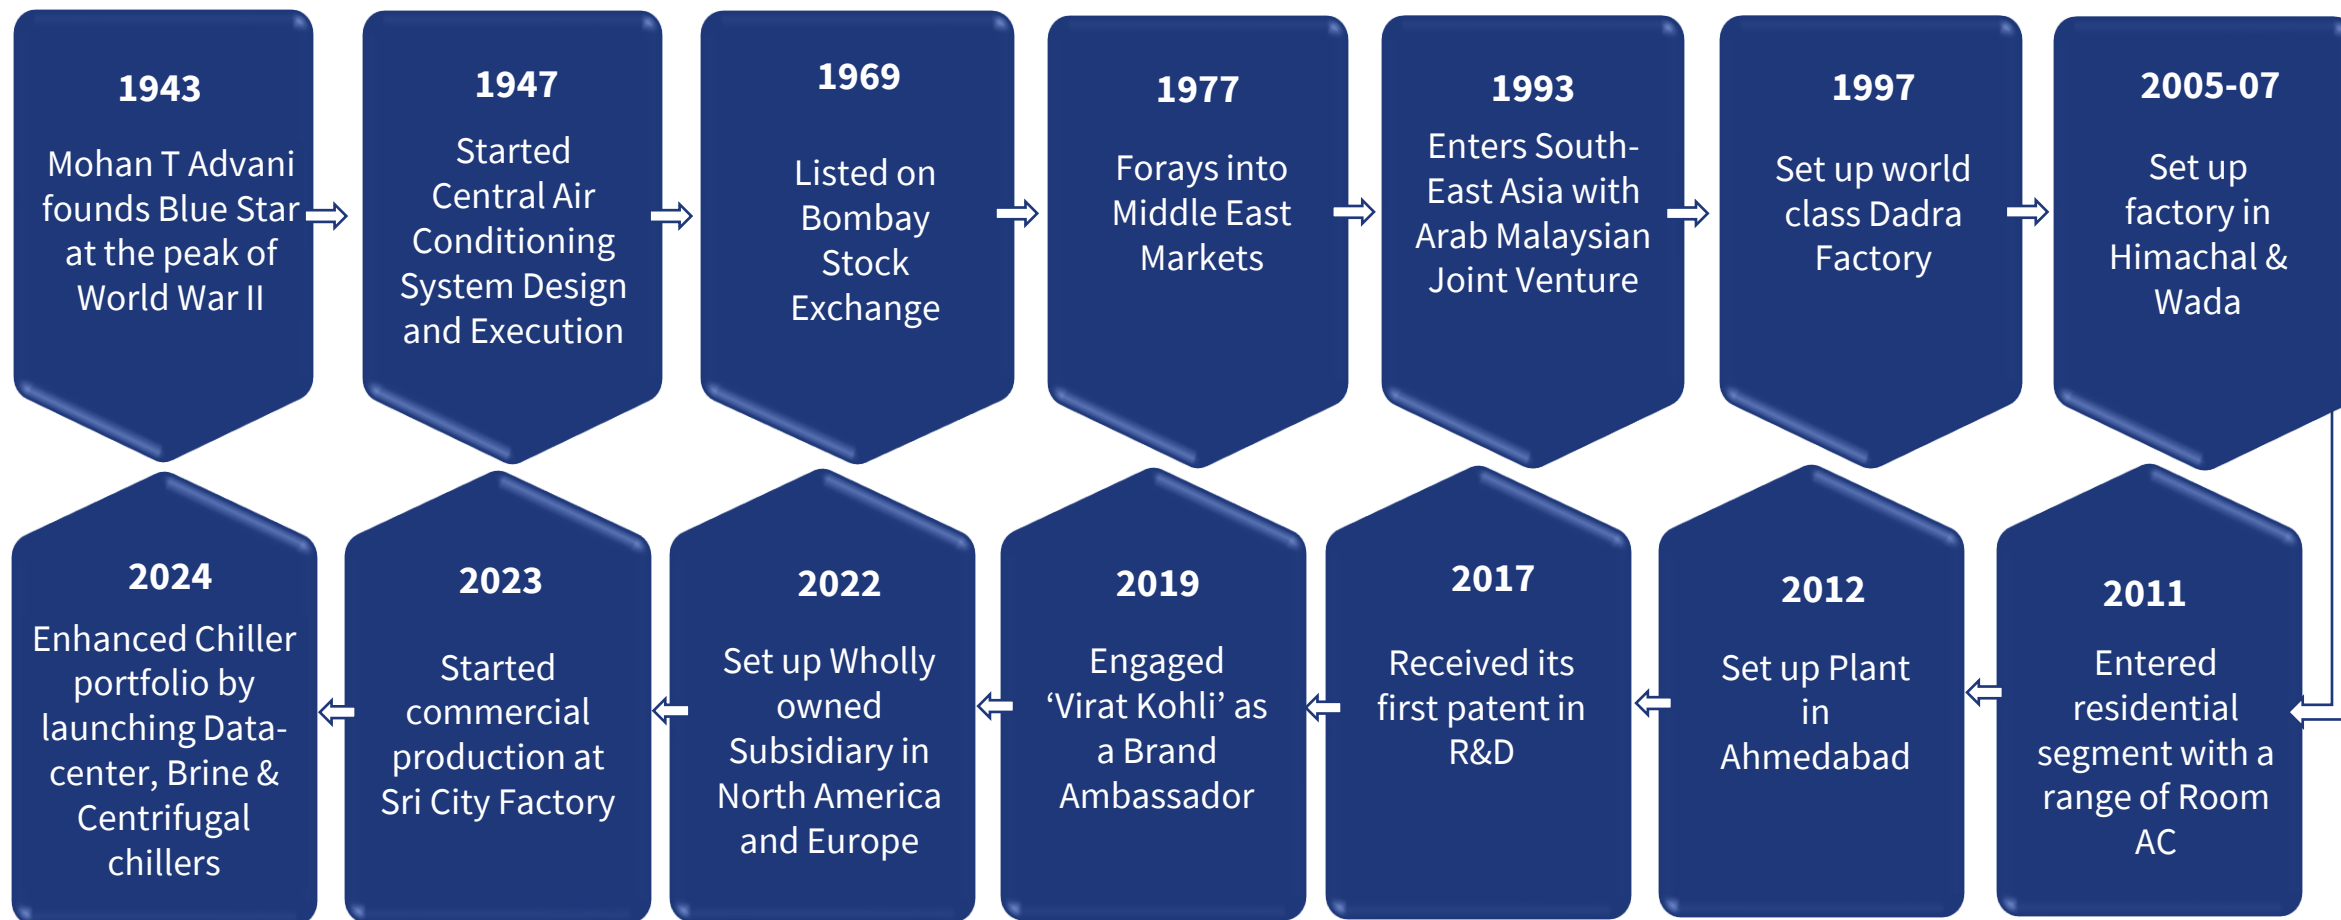 1943
Mohan T Advani
founds Blue Star
at the peak of
World War II
1947
Started
Central Air
Conditioning
System Design
and Execution
1969
Listed on
Bombay
Stock
Exchange
1977
Forays into
Middle East
Markets
1993
Enters South-
East Asia with
Arab Malaysian
Joint Venture
1997
Set up world
class Dadra
Factory
2005-07
Set up
factory in
Himachal &
Wada
2011
Entered
residential
segment with a
range of Room
AC
2012
Set up Plant
in
Ahmedabad
2017
Received its
first patent in
R&D
2019
Engaged
‘Virat Kohli’ as
a Brand
Ambassador
2022
Set up Wholly
owned
Subsidiary in
North America
and Europe
2023
Started
commercial
production at
Sri City Factory
2024
Enhanced Chiller
portfolio by
launching Data-
center, Brine &
Centrifugal
chillers